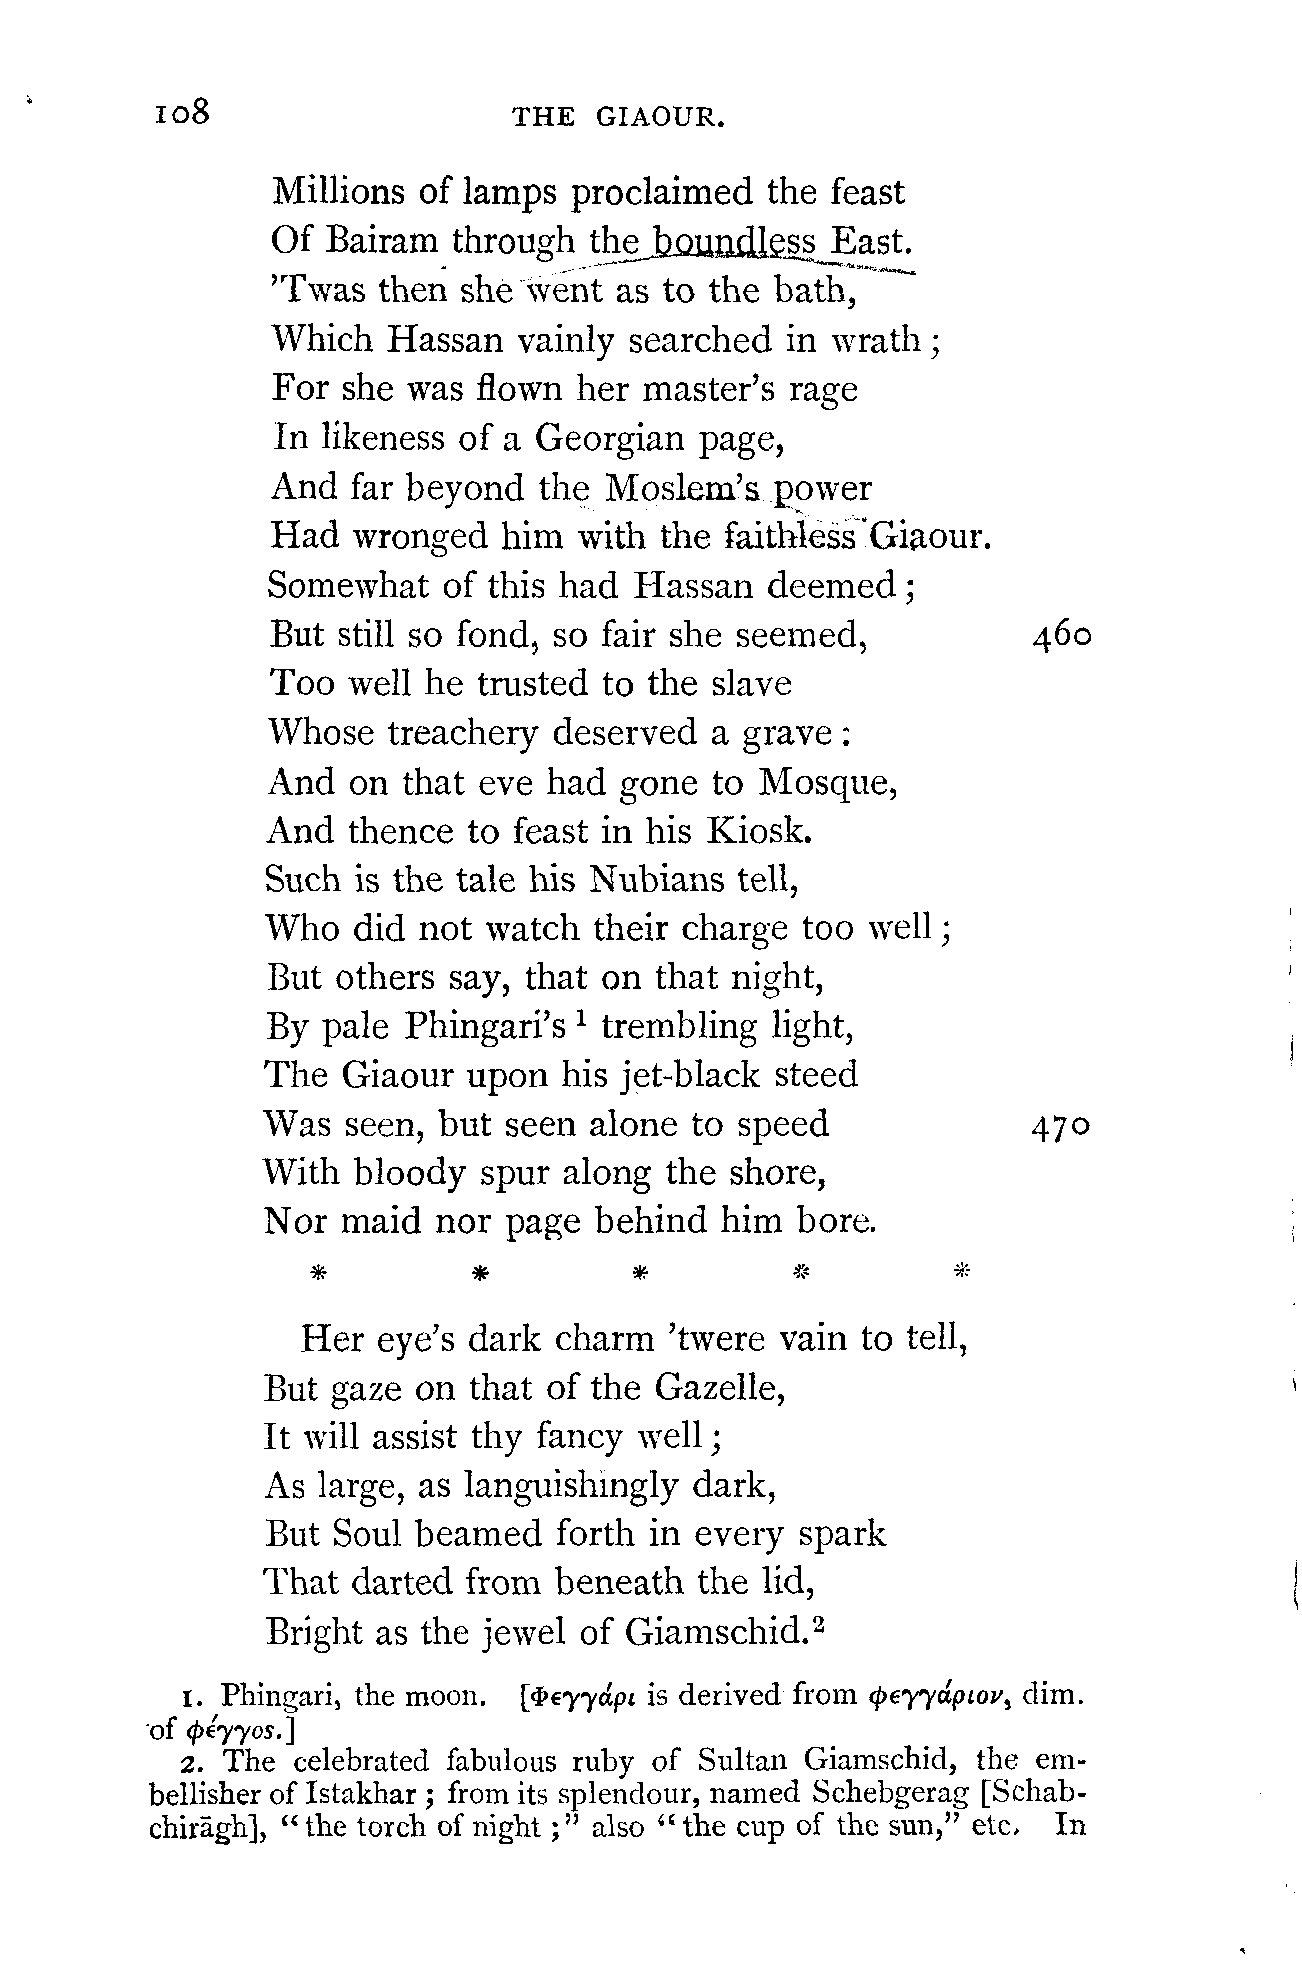 108 THE GIAOUR.
Millions of lamps proclaimed the feast
Of Bairam through the boundless East.
’Twas then she went as to the bath,
Which Hassan vainly searched in wrath;
For she was flown her master’s rage
In likeness of a Georgian page,
And far beyond the Moslem’s power
Had wronged him with the faithless Giaour.
Somewhat of this had Hassan deemed;
But still so fond, so fair she seemed, 460
Too well he trusted to the slave
Whose treachery deserved a grave:
And on that eve had gone to Mosque,
And thence to feast in his Kiosk.
Such is the tale his Nubians tell,
Who did not watch their charge too well;
But others say, that on that night,
By pale Phingari’s ¹ trembling light,
The Giaour upon his jet-black steed
Was seen, but seen alone to speed 470
With bloody spur along the shore,
Nor maid nor page behind him bore.
* * * * *
Her eye’s dark charm ’twere vain to tell,
But gaze on that of the Gazelle,
It will assist thy fancy well;
As large, as languishingly dark,
But Soul beamed forth in every spark
That darted from beneath the lid,
Bright as the jewel of Giamschid.²
1. Phingari, the moon. [Φεγγάρι is derived from φεγγάριον, dim.
of φέγγος.]
2. The celebrated fabulous ruby of Sultan Giamschid, the em-
bellisher of Istakhar; from its splendour, named Schebgerag [Schab-
chirāgh], “the torch of night;” also “the cup of the sun,” etc. In